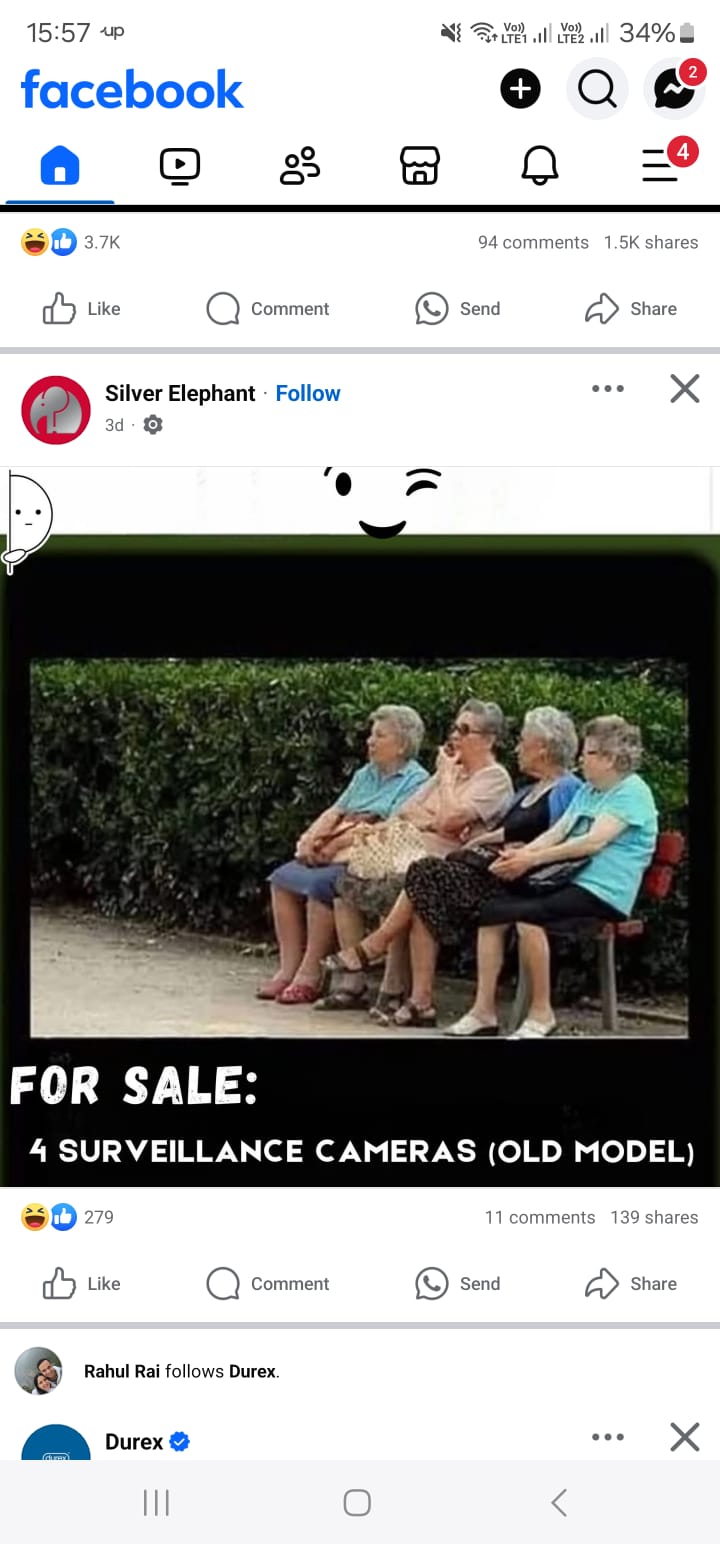 15:57 up Vo)) LTE1 Vo)) LTE2 34%
facebook 2
4
3.7K 94 comments 1.5K shares
Like Comment Send Share
Silver Elephant · Follow
3d ·
FOR SALE:
4 SURVEILLANCE CAMERAS (OLD MODEL)
279 11 comments 139 shares
Like Comment Send Share
Rahul Rai follows Durex.
Durex
durex